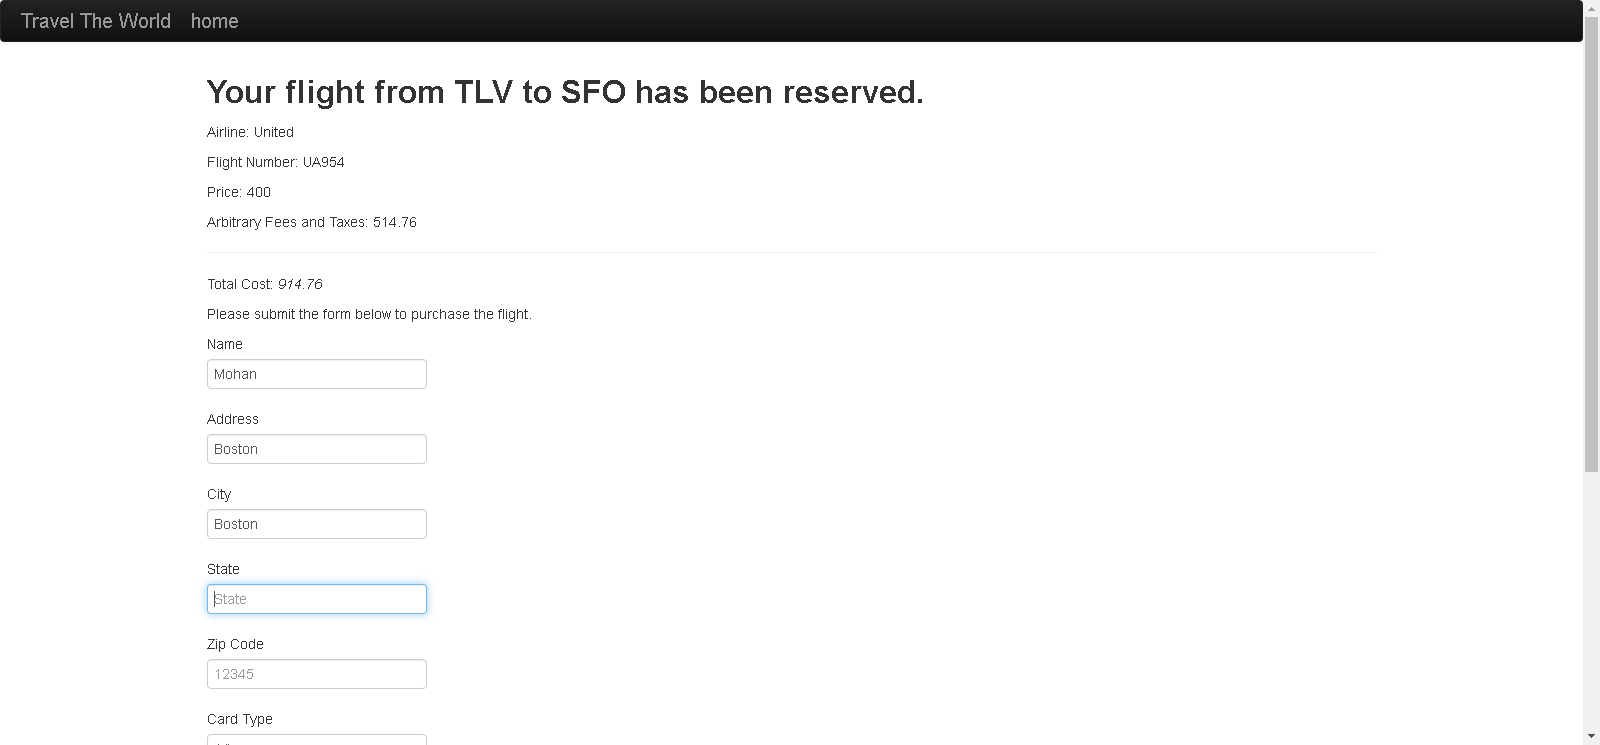 Travel The World home
Your flight from TLV to SFO has been reserved.
Airline: United
Flight Number: UA954
Price: 400
Arbitrary Fees and Taxes: 514.76
Total Cost: 914.76
Please submit the form below to purchase the flight.
Name
Mohan
Address
Boston
City
Boston
State
State
Zip Code
12345
Card Type